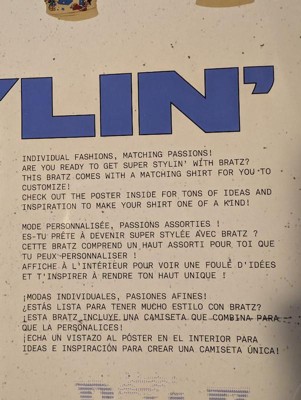 YLIN'
INDIVIDUAL FASHIONS, MATCHING PASSIONS!
ARE YOU READY TO GET SUPER STYLIN' WITH BRATZ?
THIS BRATZ COMES WITH A MATCHING SHIRT FOR YOU TO
CUSTOMIZE!
CHECK OUT THE POSTER INSIDE FOR TONS OF IDEAS AND
INSPIRATION TO MAKE YOUR SHIRT ONE OF A KIND!
MODE PERSONNALISÉE, PASSIONS ASSORTIES !
ES-TU PRÊTE À DEVENIR SUPER STYLÉE AVEC BRATZ ?
CETTE BRATZ COMPREND UN HAUT ASSORTI POUR TOI QUE
TU PEUX PERSONNALISER !
AFFICHE À L'INTÉRIEUR POUR VOIR UNE FOULE D'IDÉES
ET T'INSPIRER À RENDRE TON HAUT UNIQUE !
¡MODAS INDIVIDUALES, PASIONES AFINES!
¿ESTÁS LISTA PARA TENER MUCHO ESTILO CON BRATZ?
¡ESTA BRATZ INCLUYE UNA CAMISETA QUE COMBINA PARA
QUE LA PERSONALICES!
¡ECHA UN VISTAZO AL PÓSTER EN EL INTERIOR PARA
IDEAS E INSPIRACIÓN PARA CREAR UNA CAMISETA ÚNICA!